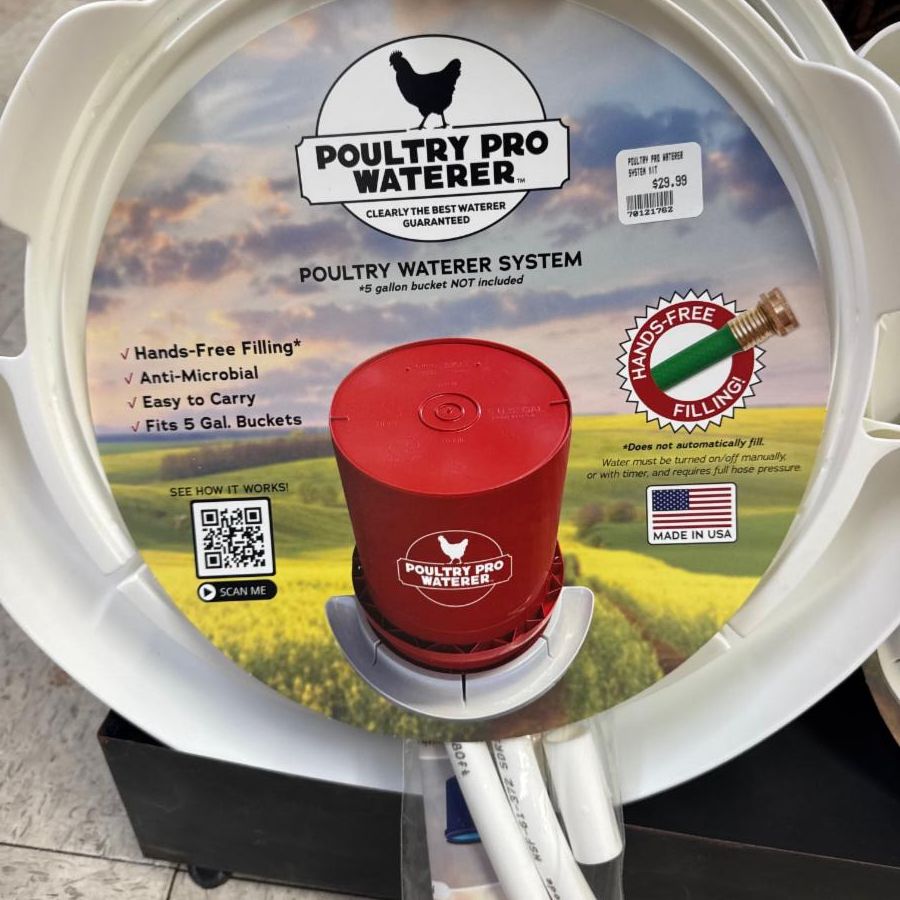 POULTRY PRO
WATERER™
CLEARLY THE BEST WATERER
GUARANTEED
POULTRY PRO WATERER
SYSTEM KIT
$29.99
70121762
POULTRY WATERER SYSTEM
*5 gallon bucket NOT included
√ Hands-Free Filling*
√ Anti-Microbial
√ Easy to Carry
√ Fits 5 Gal. Buckets
HANDS-FREE
FILLING!
*Does not automatically fill.
Water must be turned on/off manually,
or with timer, and requires full hose pressure.
SEE HOW IT WORKS!
SCAN ME
MADE IN USA
POULTRY PRO
WATERER
NSF-61